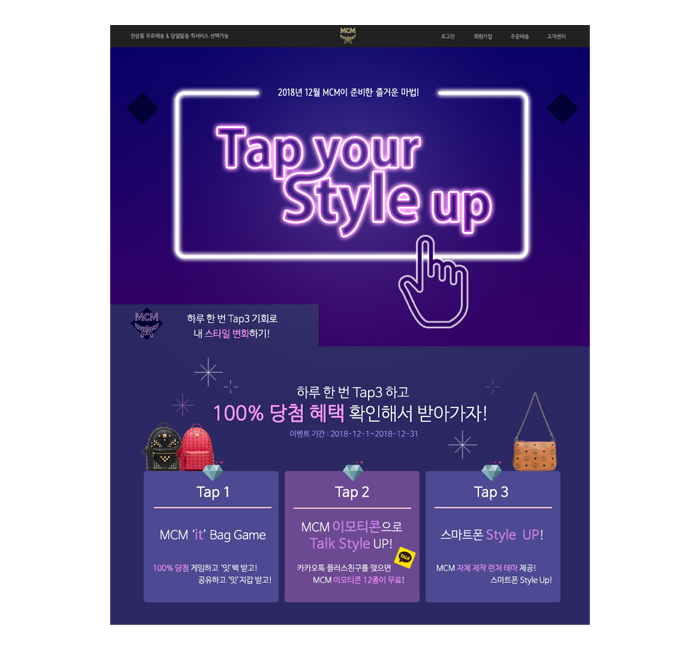 전상품 무료배송 & 당일발송 퀵서비스 선택가능
MCM
로그인 회원가입 주문배송 고객센터
2018년 12월 MCM이 준비한 즐거운 마법!
Tap your
Style up
MCM
하루 한 번 Tap3 기회로
내 스타일 변화하기!
하루 한 번 Tap3 하고
100% 당첨 혜택 확인해서 받아가자!
이벤트 기간 : 2018-12-1~2018-12-31
Tap 1
MCM 'it' Bag Game
100% 당첨 게임하고 '잇'백 받고!
공유하고 '잇'지갑 받고!
Tap 2
MCM 이모티콘으로
Talk Style UP!
TALK
카카오톡 플러스친구를 맺으면
MCM 이모티콘 12종이 무료!
Tap 3
스마트폰 Style UP!
MCM 자체 제작 런처 테마 제공!
스마트폰 Style Up!